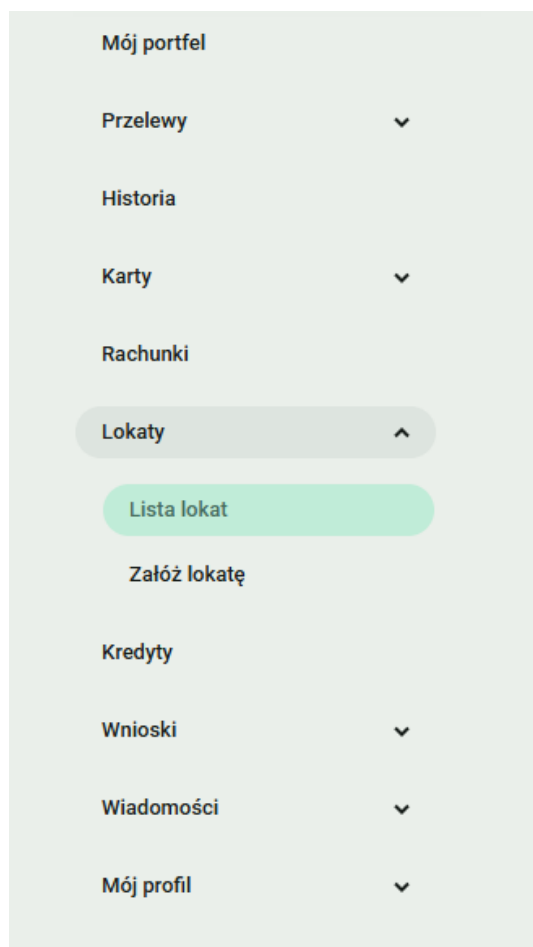 Mój portfel
Przelewy
Historia
Karty
Rachunki
Lokaty
Lista lokat
Załóż lokatę
Kredyty
Wnioski
Wiadomości
Mój profil